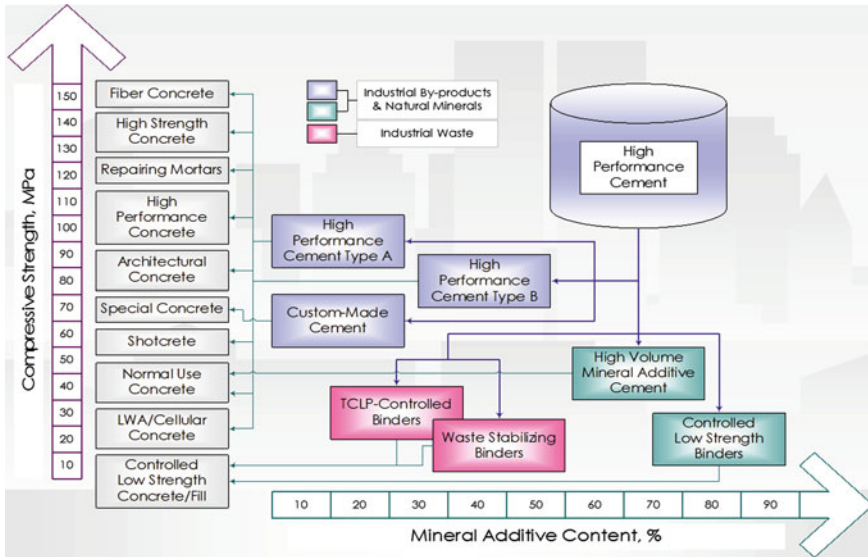 Compressive Strength, MPa
150
140
130
120
110
100
90
80
70
60
50
40
30
20
10
Fiber Concrete
High Strength
Concrete
Repairing Mortars
High
Performance
Concrete
Architectural
Concrete
Special Concrete
Shotcrete
Normal Use
Concrete
LWA/Cellular
Concrete
Controlled
Low Strength
Concrete/Fill
Industrial By-products
& Natural Minerals
Industrial Waste
High
Performance
Cement
High
Performance
Cement Type A
High
Performance
Cement Type B
Custom-Made
Cement
High Volume
Mineral Additive
Cement
TCLP-Controlled
Binders
Waste Stabilizing
Binders
Controlled
Low Strength
Binders
10
20
30
40
50
60
70
80
90
Mineral Additive Content, %